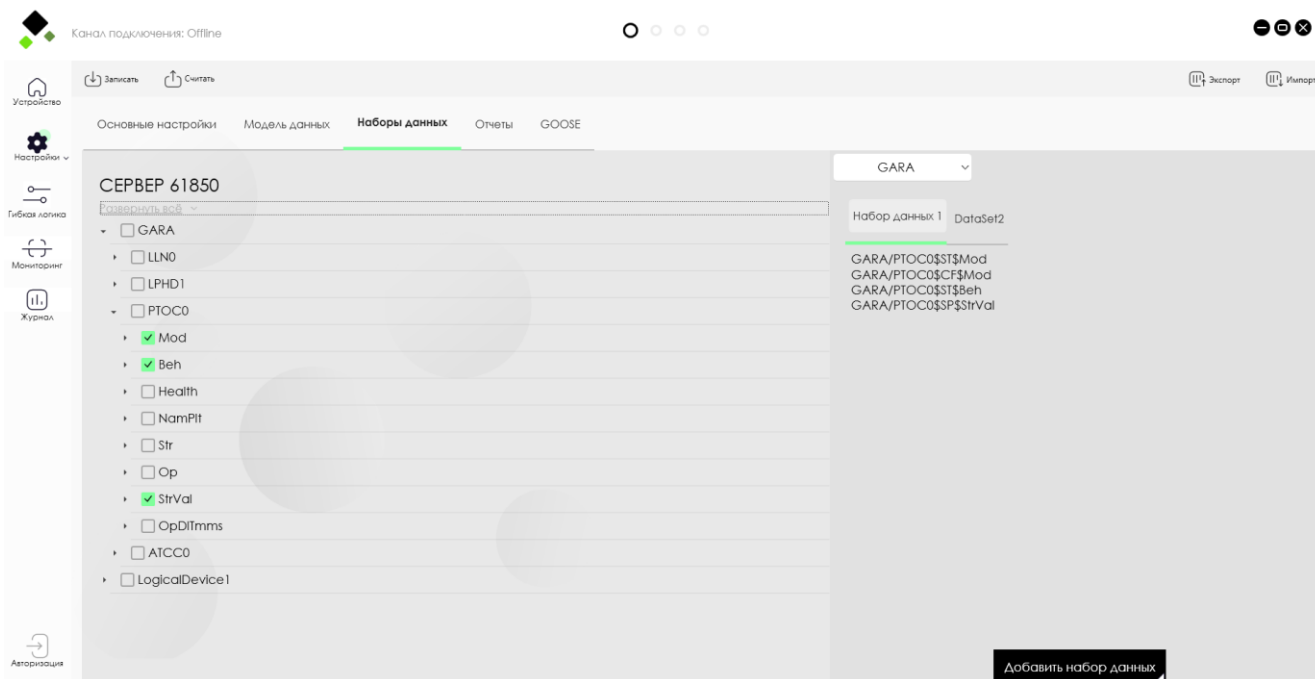 Канал подключения: Offline
Записать
Считать
Экспорт
Импорт
Устройство
Настройки
Гибкая логика
Мониторинг
Журнал
Авторизация
Основные настройки
Модель данных
Наборы данных
Отчеты
GOOSE
СЕРВЕР 61850
Развернуть всё
GARA
LLN0
LPHD1
PTOC0
Mod
Beh
Health
NamPlt
Str
Op
StrVal
OpDlTmms
ATCC0
LogicalDevice1
GARA
Набор данных 1
DataSet2
GARA/PTOC0$ST$Mod
GARA/PTOC0$CF$Mod
GARA/PTOC0$ST$Beh
GARA/PTOC0$SP$StrVal
Добавить набор данных